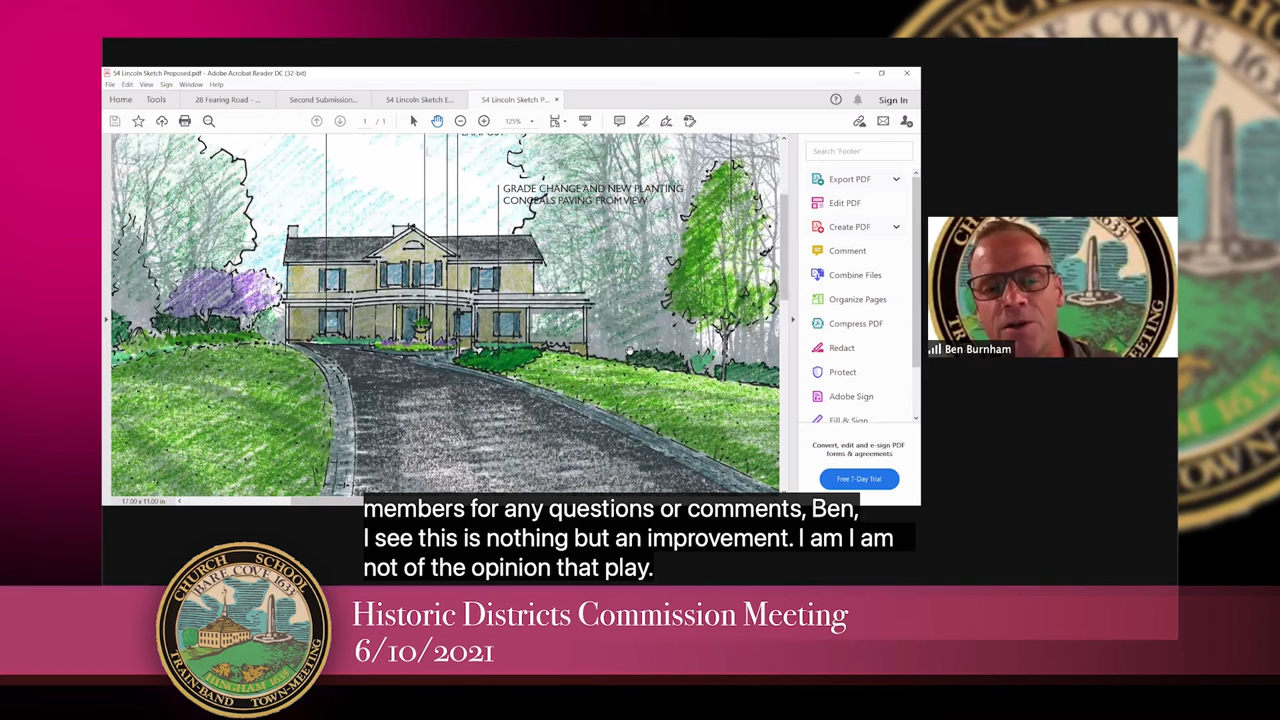 54 Lincoln Sketch Proposed.pdf - Adobe Acrobat Reader DC (32-bit)
File Edit View Sign Window Help
Home Tools 28 Fearing Road - ... Second Submission... 54 Lincoln Sketch E... 54 Lincoln Sketch P... × Sign In
1 / 1 125%
LAMPOST
GRADE CHANGE AND NEW PLANTING
CONCEALS PAVING FROM VIEW
Search 'Footer'
Export PDF
Edit PDF
Create PDF
Comment
Combine Files
Organize Pages
Compress PDF
Redact
Protect
Adobe Sign
Fill & Sign
Convert, edit and e-sign PDF
forms & agreements
Free 7-Day Trial
17.00 x 11.00 in
Ben Burnham
members for any questions or comments, Ben,
I see this is nothing but an improvement. I am I am
not of the opinion that play.
Historic Districts Commission Meeting
6/10/2021
CHURCH SCHOOL
BARE COVE 1633
HINGHAM 1635
TRAIN-BAND TOWN-MEETING